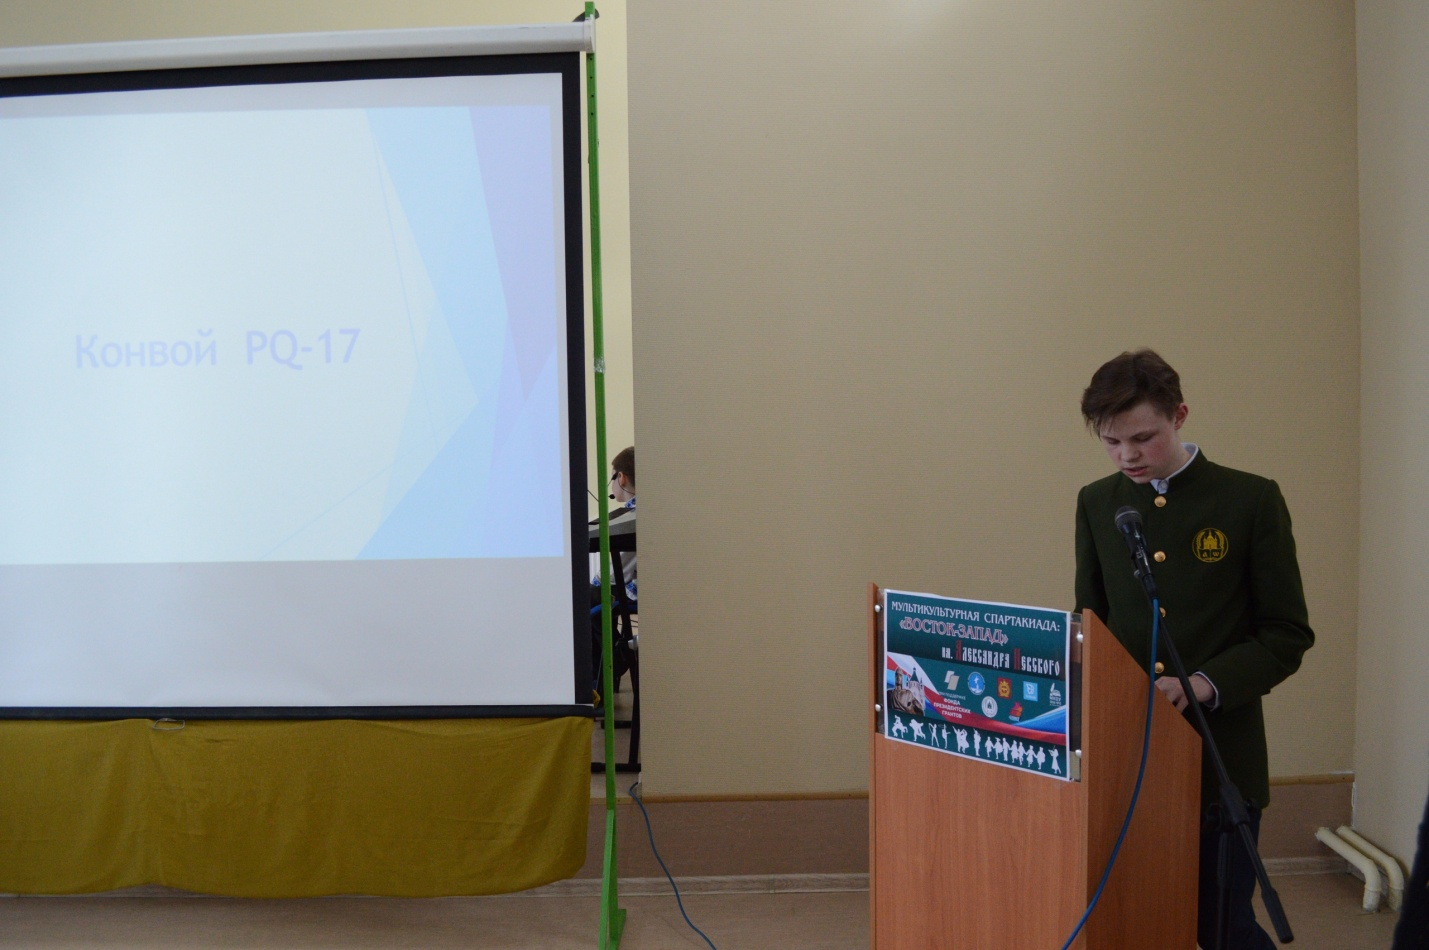 Конвой PQ-17
МУЛЬТИКУЛЬТУРНАЯ СПАРТАКИАДА:
«ВОСТОК-ЗАПАД»
им. Александра Невского
ФОНДА
ПРЕЗИДЕНТСКИХ
ГРАНТОВ